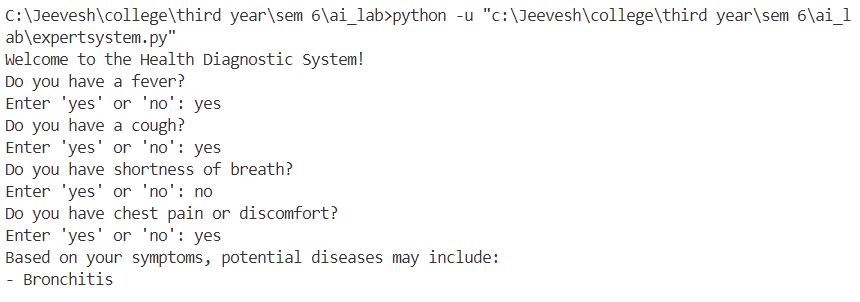 C:\Jeevesh\college\third year\sem 6\ai_lab>python -u "c:\Jeevesh\college\third year\sem 6\ai_l
ab\expertsystem.py"
Welcome to the Health Diagnostic System!
Do you have a fever?
Enter 'yes' or 'no': yes
Do you have a cough?
Enter 'yes' or 'no': yes
Do you have shortness of breath?
Enter 'yes' or 'no': no
Do you have chest pain or discomfort?
Enter 'yes' or 'no': yes
Based on your symptoms, potential diseases may include:
- Bronchitis